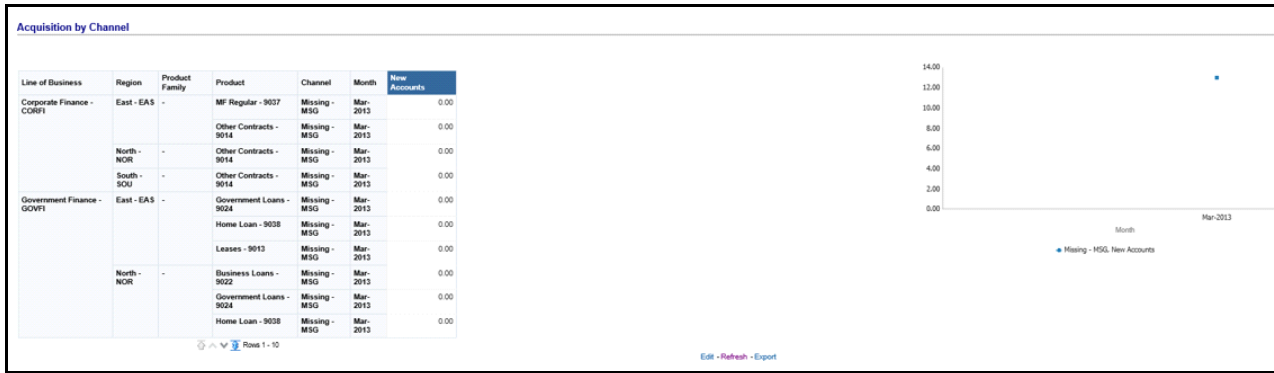 Acquisition by Channel
Line of Business Region Product Family Product Channel Month New Accounts
Corporate Finance - CORFI East - EAS - MF Regular - 9037 Missing - MSG Mar-2013 0.00
Other Contracts - 9014 Missing - MSG Mar-2013 0.00
North - NOR - Other Contracts - 9014 Missing - MSG Mar-2013 0.00
South - SOU - Other Contracts - 9014 Missing - MSG Mar-2013 0.00
Government Finance - GOVFI East - EAS - Government Loans - 9024 Missing - MSG Mar-2013 0.00
Home Loan - 9038 Missing - MSG Mar-2013 0.00
Leases - 9013 Missing - MSG Mar-2013 0.00
North - NOR - Business Loans - 9022 Missing - MSG Mar-2013 0.00
Government Loans - 9024 Missing - MSG Mar-2013 0.00
Home Loan - 9038 Missing - MSG Mar-2013 0.00
Rows 1 - 10
14.00
12.00
10.00
8.00
6.00
4.00
2.00
0.00
Mar-2013
Month
Missing - MSG, New Accounts
Edit - Refresh - Export